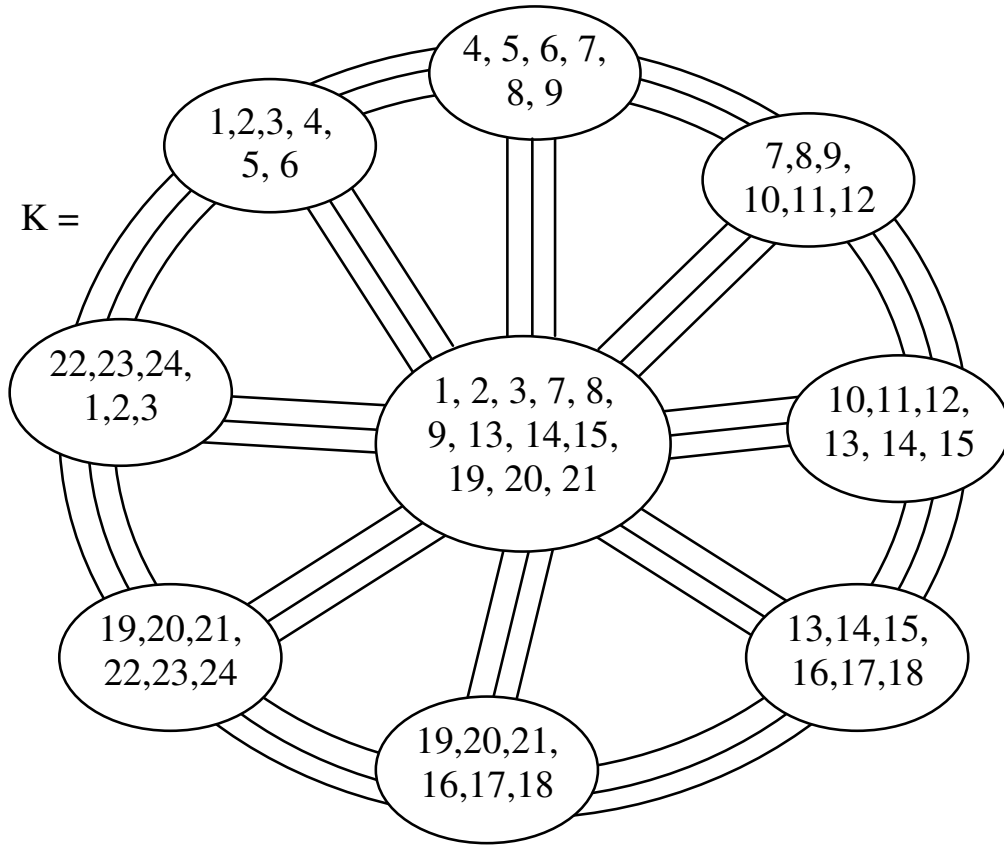 4, 5, 6, 7,
8, 9
1,2,3, 4,
5, 6
7,8,9,
10,11,12
K =
22,23,24,
1,2,3
1, 2, 3, 7, 8,
9, 13, 14,15,
19, 20, 21
10,11,12,
13, 14, 15
19,20,21,
22,23,24
13,14,15,
16,17,18
19,20,21,
16,17,18